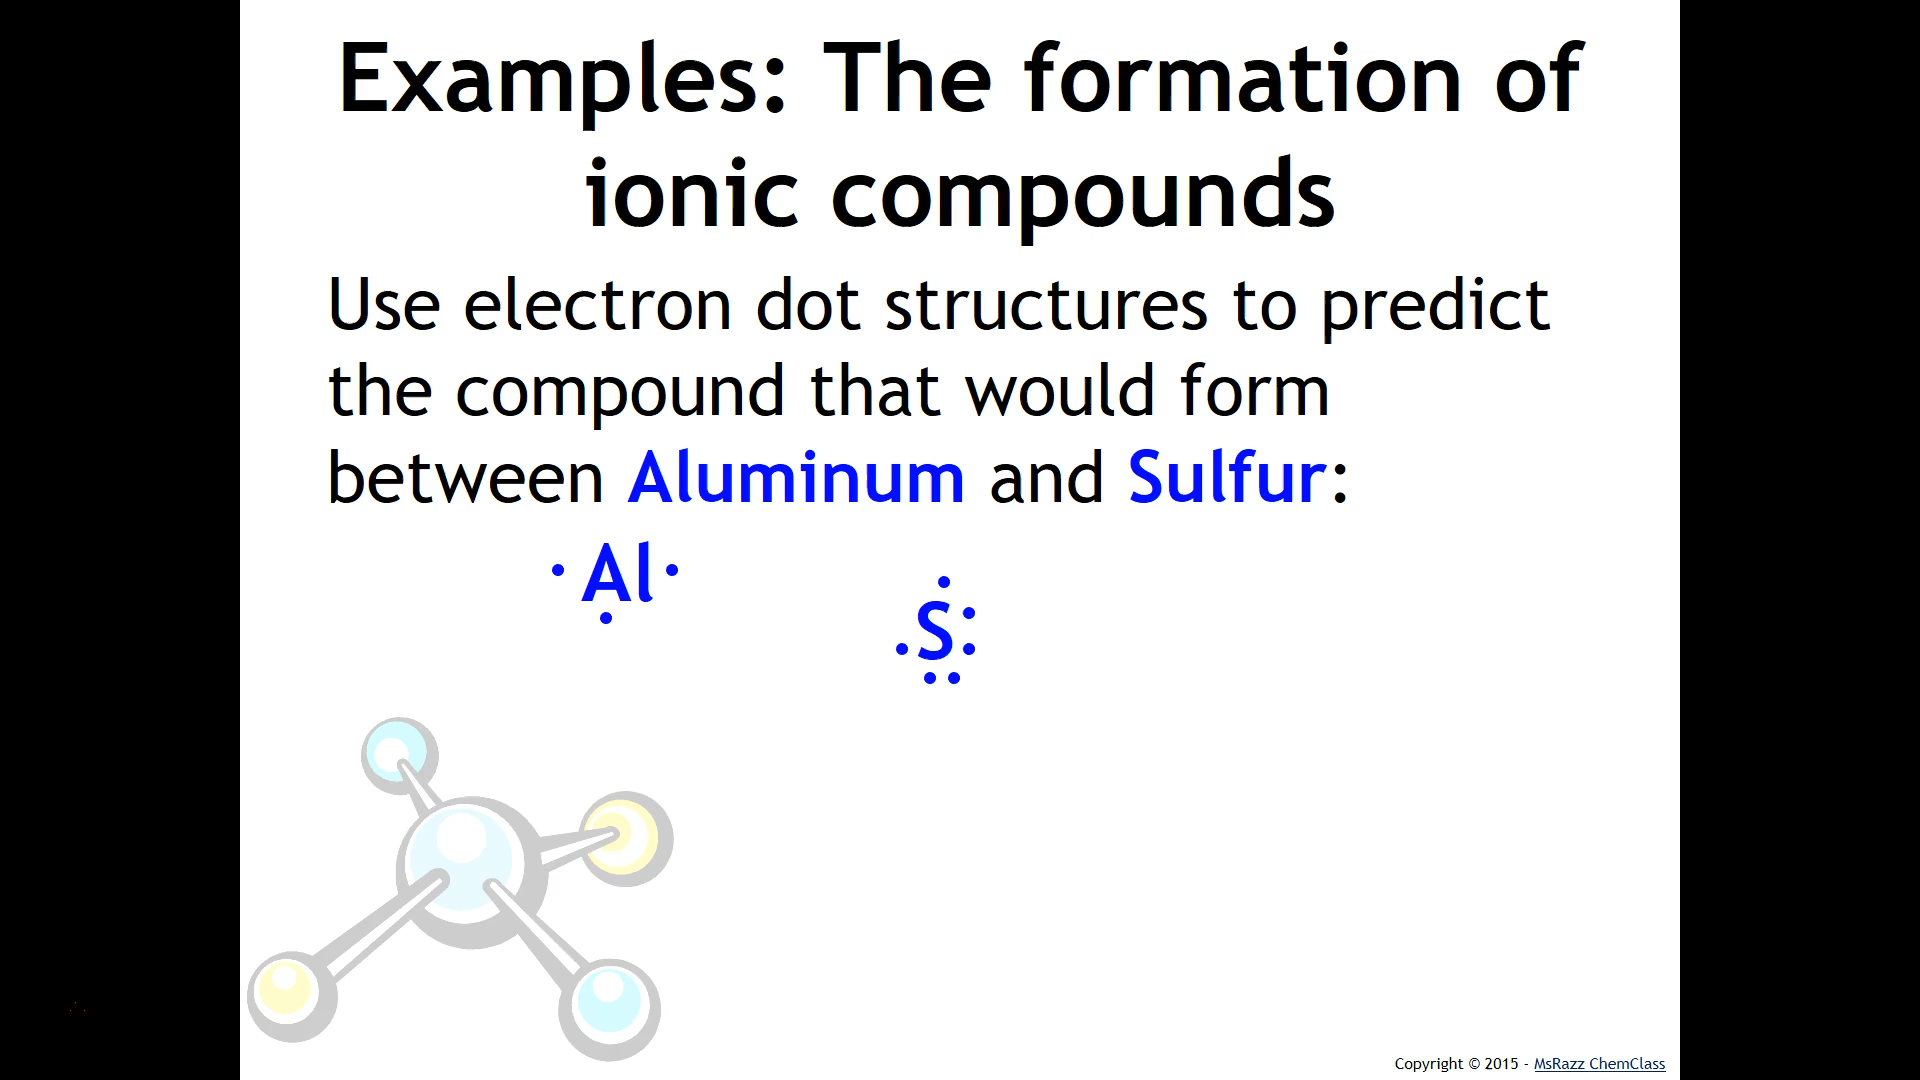 Examples: The formation of
ionic compounds
Use electron dot structures to predict
the compound that would form
between Aluminum and Sulfur:
Al
S
Copyright © 2015 - MsRazz ChemClass